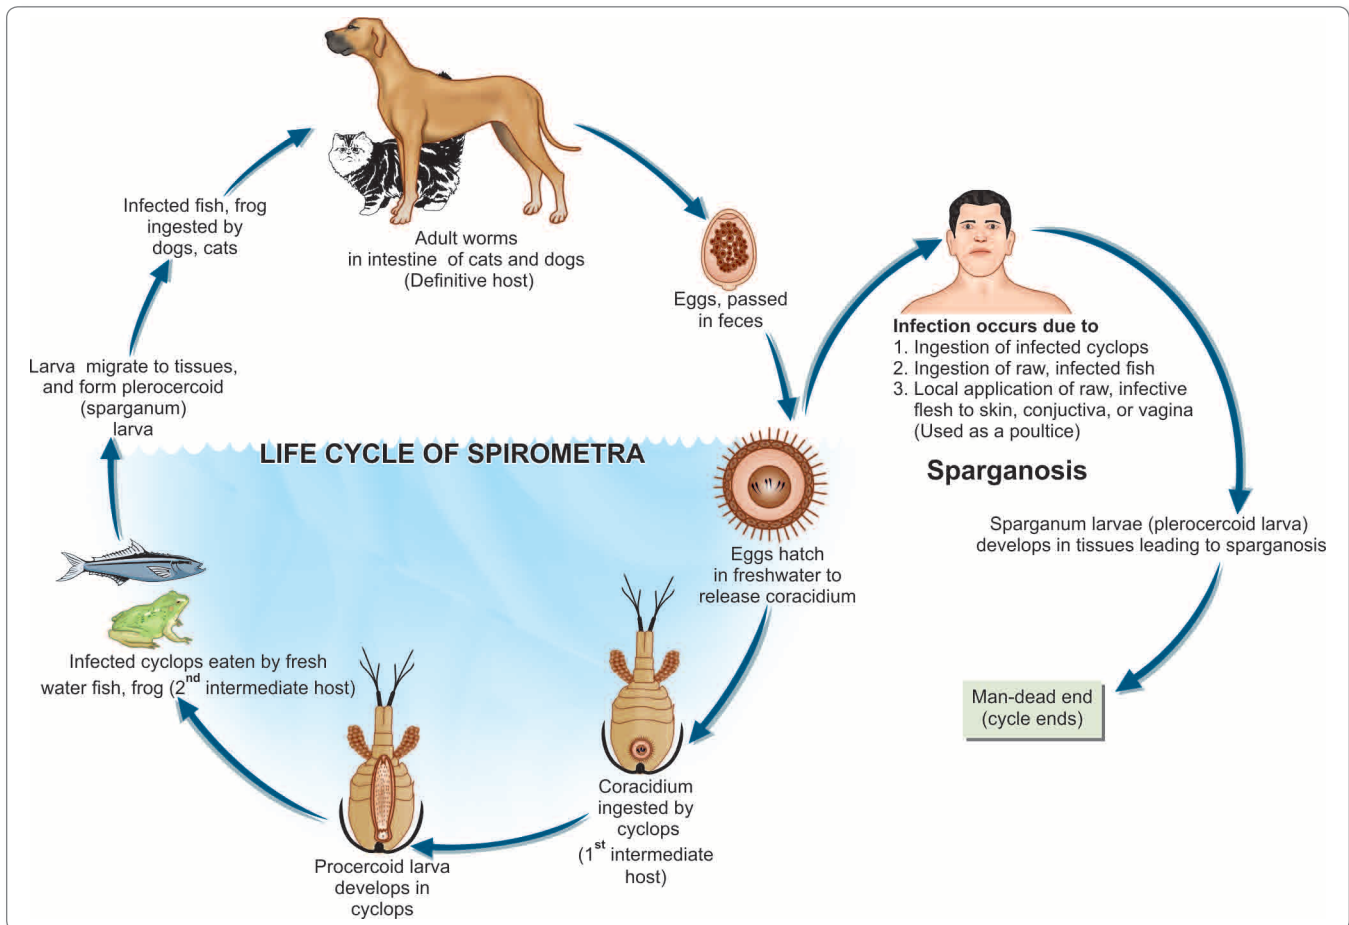 Adult worms
in intestine of cats and dogs
(Definitive host)
Eggs, passed
in feces
Eggs hatch
in freshwater to
release coracidium
Coracidium
ingested by
cyclops
(1st intermediate
host)
Procercoid larva
develops in
cyclops
Infected cyclops eaten by fresh
water fish, frog (2nd intermediate host)
Larva migrate to tissues,
and form plerocercoid
(sparganum)
larva
Infected fish, frog
ingested by
dogs, cats
LIFE CYCLE OF SPIROMETRA
Infection occurs due to
1. Ingestion of infected cyclops
2. Ingestion of raw, infected fish
3. Local application of raw, infective
flesh to skin, conjuctiva, or vagina
(Used as a poultice)
Sparganosis
Sparganum larvae (plerocercoid larva)
develops in tissues leading to sparganosis
Man-dead end
(cycle ends)